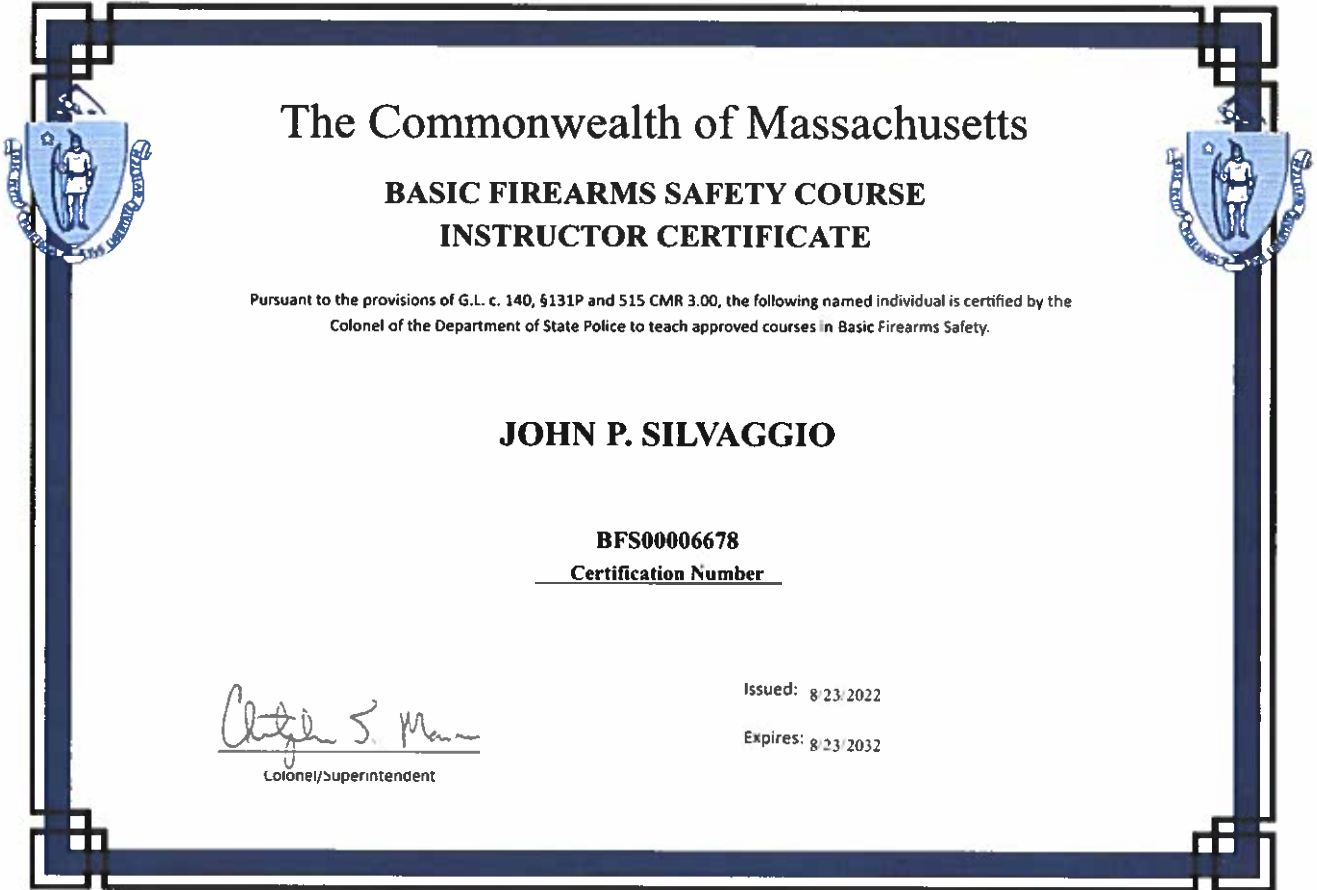 The Commonwealth of Massachusetts
BASIC FIREARMS SAFETY COURSE
INSTRUCTOR CERTIFICATE
Pursuant to the provisions of G.L. c. 140, §131P and 515 CMR 3.00, the following named individual is certified by the
Colonel of the Department of State Police to teach approved courses in Basic Firearms Safety.
JOHN P. SILVAGGIO
BFS00006678
Certification Number
Issued: 8/23/2022
Expires: 8/23/2032
Colonel/Superintendent